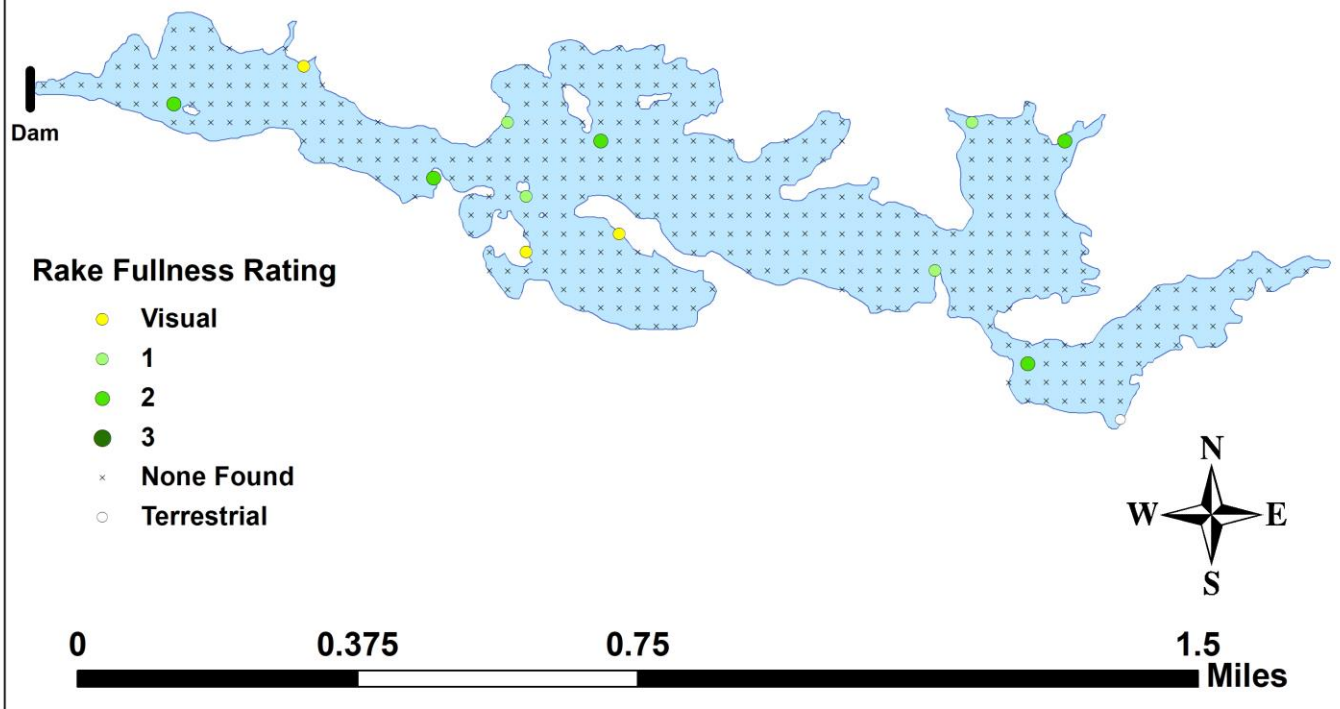 Dam
Rake Fullness Rating
Visual
1
2
3
None Found
Terrestrial
N
W E
S
0 0.375 0.75 1.5
Miles